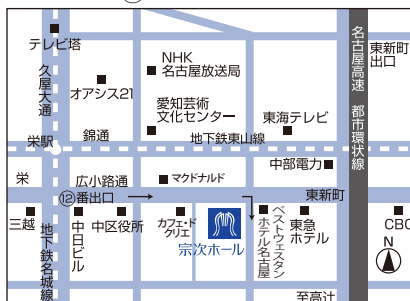 テレビ塔
久屋大通
オアシス21
NHK
名古屋放送局
愛知芸術
文化センター
東海テレビ
名古屋高速 都市環状線
東新町
出口
栄駅
錦通
地下鉄東山線
中部電力
栄
広小路通
マクドナルド
東新町
⑫番出口
三越
地下鉄名城線
中日ビル
中区役所
カフェ・ド
クリエ
宗次ホール
ベストウェスタン
ホテル名古屋
東急
ホテル
CBC
N
至高辻